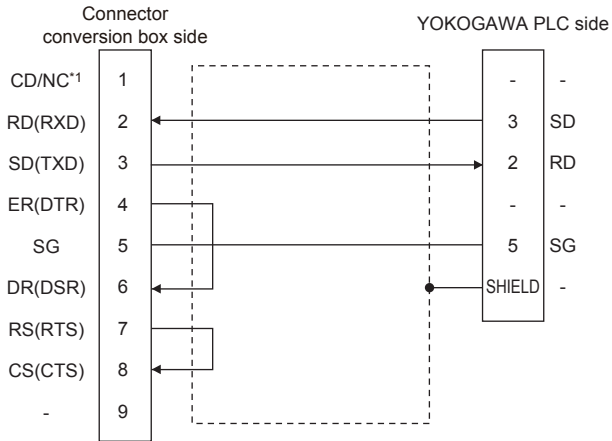 Connector
conversion box side
YOKOGAWA PLC side
CD/NC*1 1 - -
RD(RXD) 2 3 SD
SD(TXD) 3 2 RD
ER(DTR) 4 - -
SG 5 5 SG
DR(DSR) 6 SHIELD -
RS(RTS) 7
CS(CTS) 8
- 9